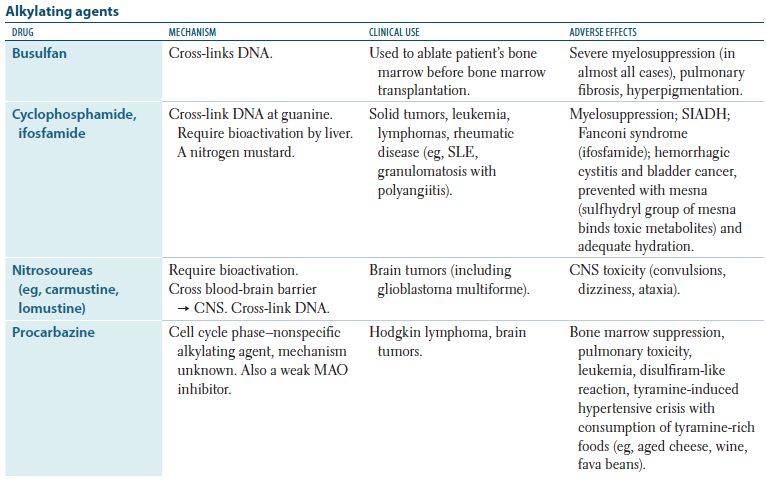 Alkylating agents
DRUG MECHANISM CLINICAL USE ADVERSE EFFECTS
Busulfan
Cross-links DNA.
Used to ablate patient’s bone
marrow before bone marrow
transplantation.
Severe myelosuppression (in
almost all cases), pulmonary
fibrosis, hyperpigmentation.
Cyclophosphamide,
ifosfamide
Cross-link DNA at guanine.
Require bioactivation by liver.
A nitrogen mustard.
Solid tumors, leukemia,
lymphomas, rheumatic
disease (eg, SLE,
granulomatosis with
polyangiitis).
Myelosuppression; SIADH;
Fanconi syndrome
(ifosfamide); hemorrhagic
cystitis and bladder cancer,
prevented with mesna
(sulfhydryl group of mesna
binds toxic metabolites) and
adequate hydration.
Nitrosoureas
(eg, carmustine,
lomustine)
Require bioactivation.
Cross blood-brain barrier
→ CNS. Cross-link DNA.
Brain tumors (including
glioblastoma multiforme).
CNS toxicity (convulsions,
dizziness, ataxia).
Procarbazine
Cell cycle phase–nonspecific
alkylating agent, mechanism
unknown. Also a weak MAO
inhibitor.
Hodgkin lymphoma, brain
tumors.
Bone marrow suppression,
pulmonary toxicity,
leukemia, disulfiram-like
reaction, tyramine-induced
hypertensive crisis with
consumption of tyramine-rich
foods (eg, aged cheese, wine,
fava beans).